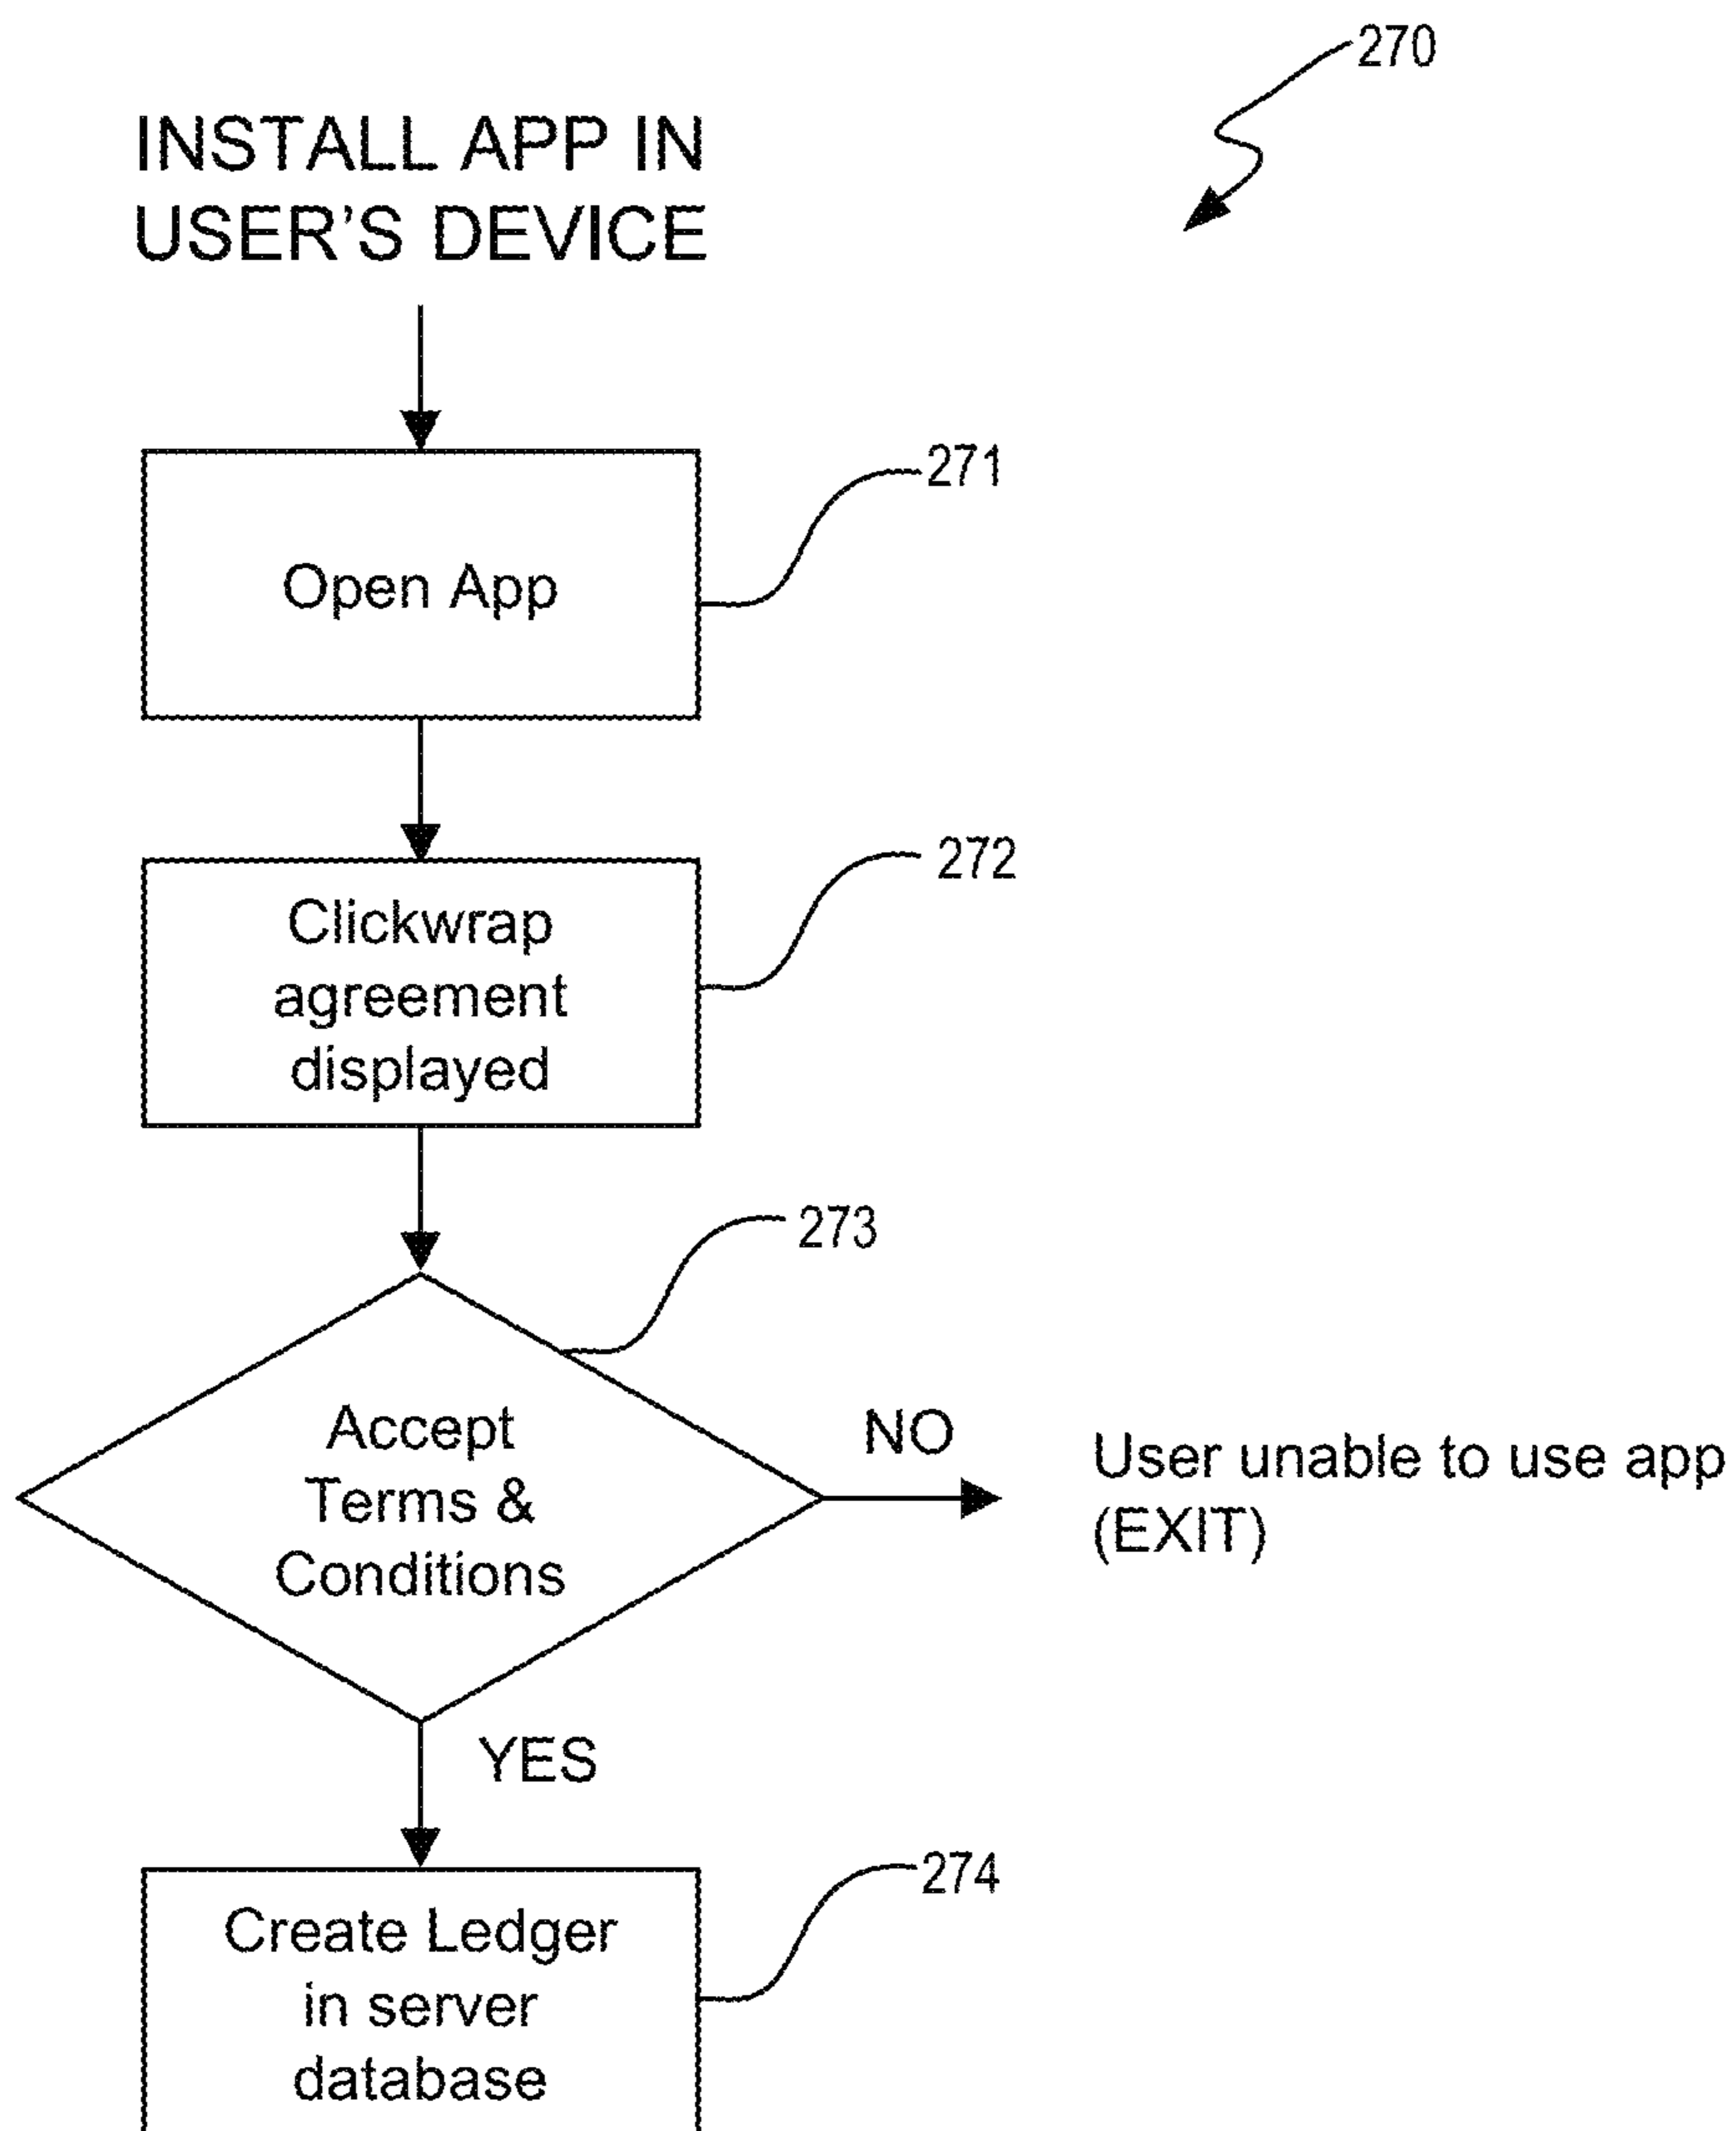 270
INSTALL APP IN
USER'S DEVICE
271
Open App
272
Clickwrap
agreement
displayed
273
Accept
Terms &
Conditions
NO
User unable to use app
(EXIT)
YES
274
Create Ledger
in server
database